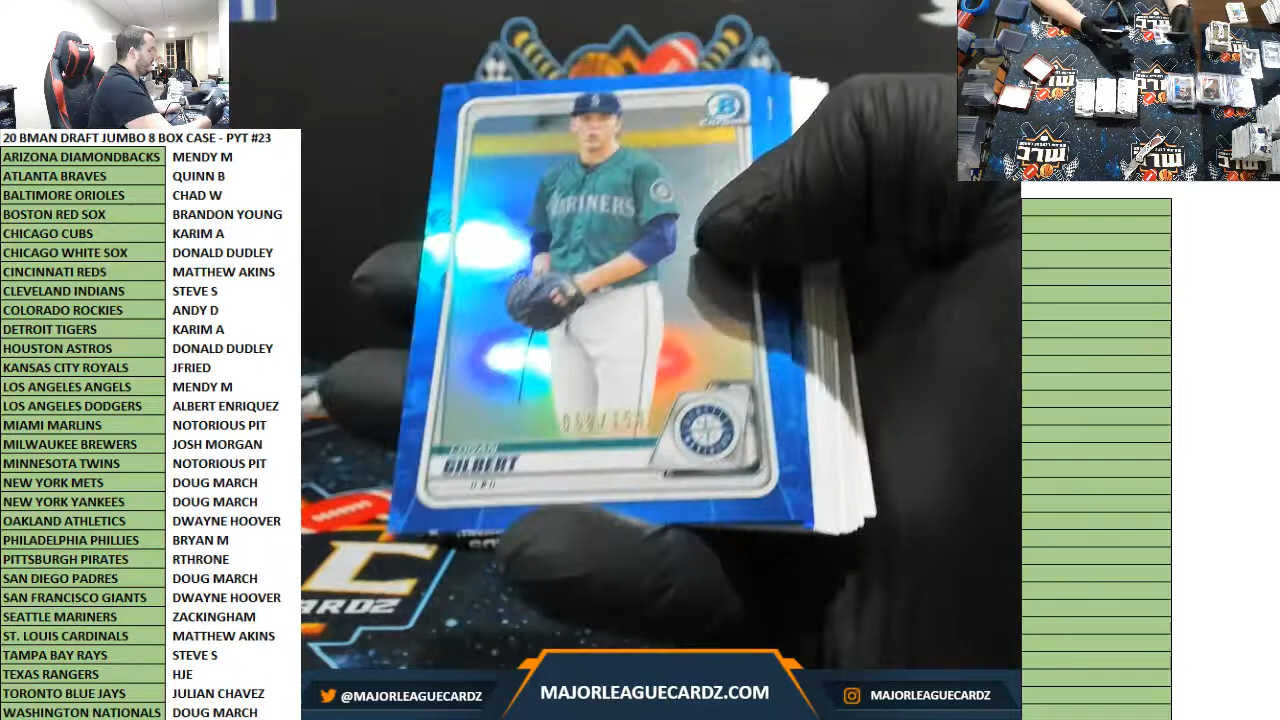 20 BMAN DRAFT JUMBO 8 BOX CASE - PYT #23
ARIZONA DIAMONDBACKS MENDY M
ATLANTA BRAVES QUINN B
BALTIMORE ORIOLES CHAD W
BOSTON RED SOX BRANDON YOUNG
CHICAGO CUBS KARIM A
CHICAGO WHITE SOX DONALD DUDLEY
CINCINNATI REDS MATTHEW AKINS
CLEVELAND INDIANS STEVE S
COLORADO ROCKIES ANDY D
DETROIT TIGERS KARIM A
HOUSTON ASTROS DONALD DUDLEY
KANSAS CITY ROYALS JFRIED
LOS ANGELES ANGELS MENDY M
LOS ANGELES DODGERS ALBERT ENRIQUEZ
MIAMI MARLINS NOTORIOUS PIT
MILWAUKEE BREWERS JOSH MORGAN
MINNESOTA TWINS NOTORIOUS PIT
NEW YORK METS DOUG MARCH
NEW YORK YANKEES DOUG MARCH
OAKLAND ATHLETICS DWAYNE HOOVER
PHILADELPHIA PHILLIES BRYAN M
PITTSBURGH PIRATES RTHRONE
SAN DIEGO PADRES DOUG MARCH
SAN FRANCISCO GIANTS DWAYNE HOOVER
SEATTLE MARINERS ZACKINGHAM
ST. LOUIS CARDINALS MATTHEW AKINS
TAMPA BAY RAYS STEVE S
TEXAS RANGERS HJE
TORONTO BLUE JAYS JULIAN CHAVEZ
WASHINGTON NATIONALS DOUG MARCH
B
CHROME
MARINERS
LOGAN
GILBERT
ARDZ
MLC
@MAJORLEAGUECARDZ
MAJORLEAGUECARDZ.COM
MAJORLEAGUECARDZ